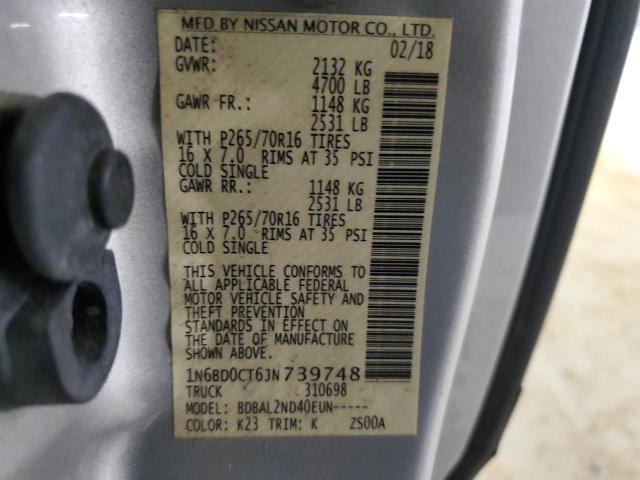 MFD BY NISSAN MOTOR CO., LTD.
DATE: 02/18
GVWR: 2132 KG
4700 LB
GAWR FR.: 1148 KG
2531 LB
WITH P265/70R16 TIRES
16 X 7.0 RIMS AT 35 PSI
COLD SINGLE
GAWR RR.: 1148 KG
2531 LB
WITH P265/70R16 TIRES
16 X 7.0 RIMS AT 35 PSI
COLD SINGLE
THIS VEHICLE CONFORMS TO
ALL APPLICABLE FEDERAL
MOTOR VEHICLE SAFETY AND
THEFT PREVENTION
STANDARDS IN EFFECT ON
THE DATE OF MANUFACTURE
SHOWN ABOVE.
1N6BD0CT6JN739748
TRUCK 310698
MODEL: BDBAL2ND40EUN-----
COLOR: K23 TRIM: K ZS00A